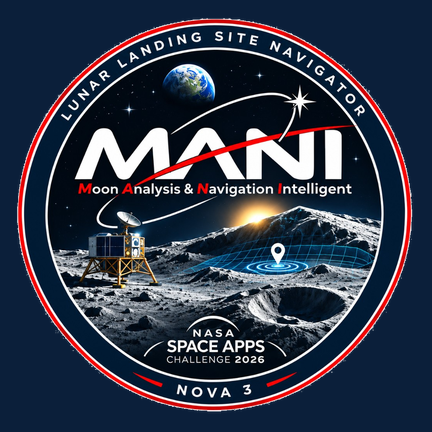 LUNAR LANDING SITE NAVIGATOR
MANI
Moon Analysis & Navigation Intelligent
NASA
SPACE APPS
CHALLENGE 2026
NOVA 3